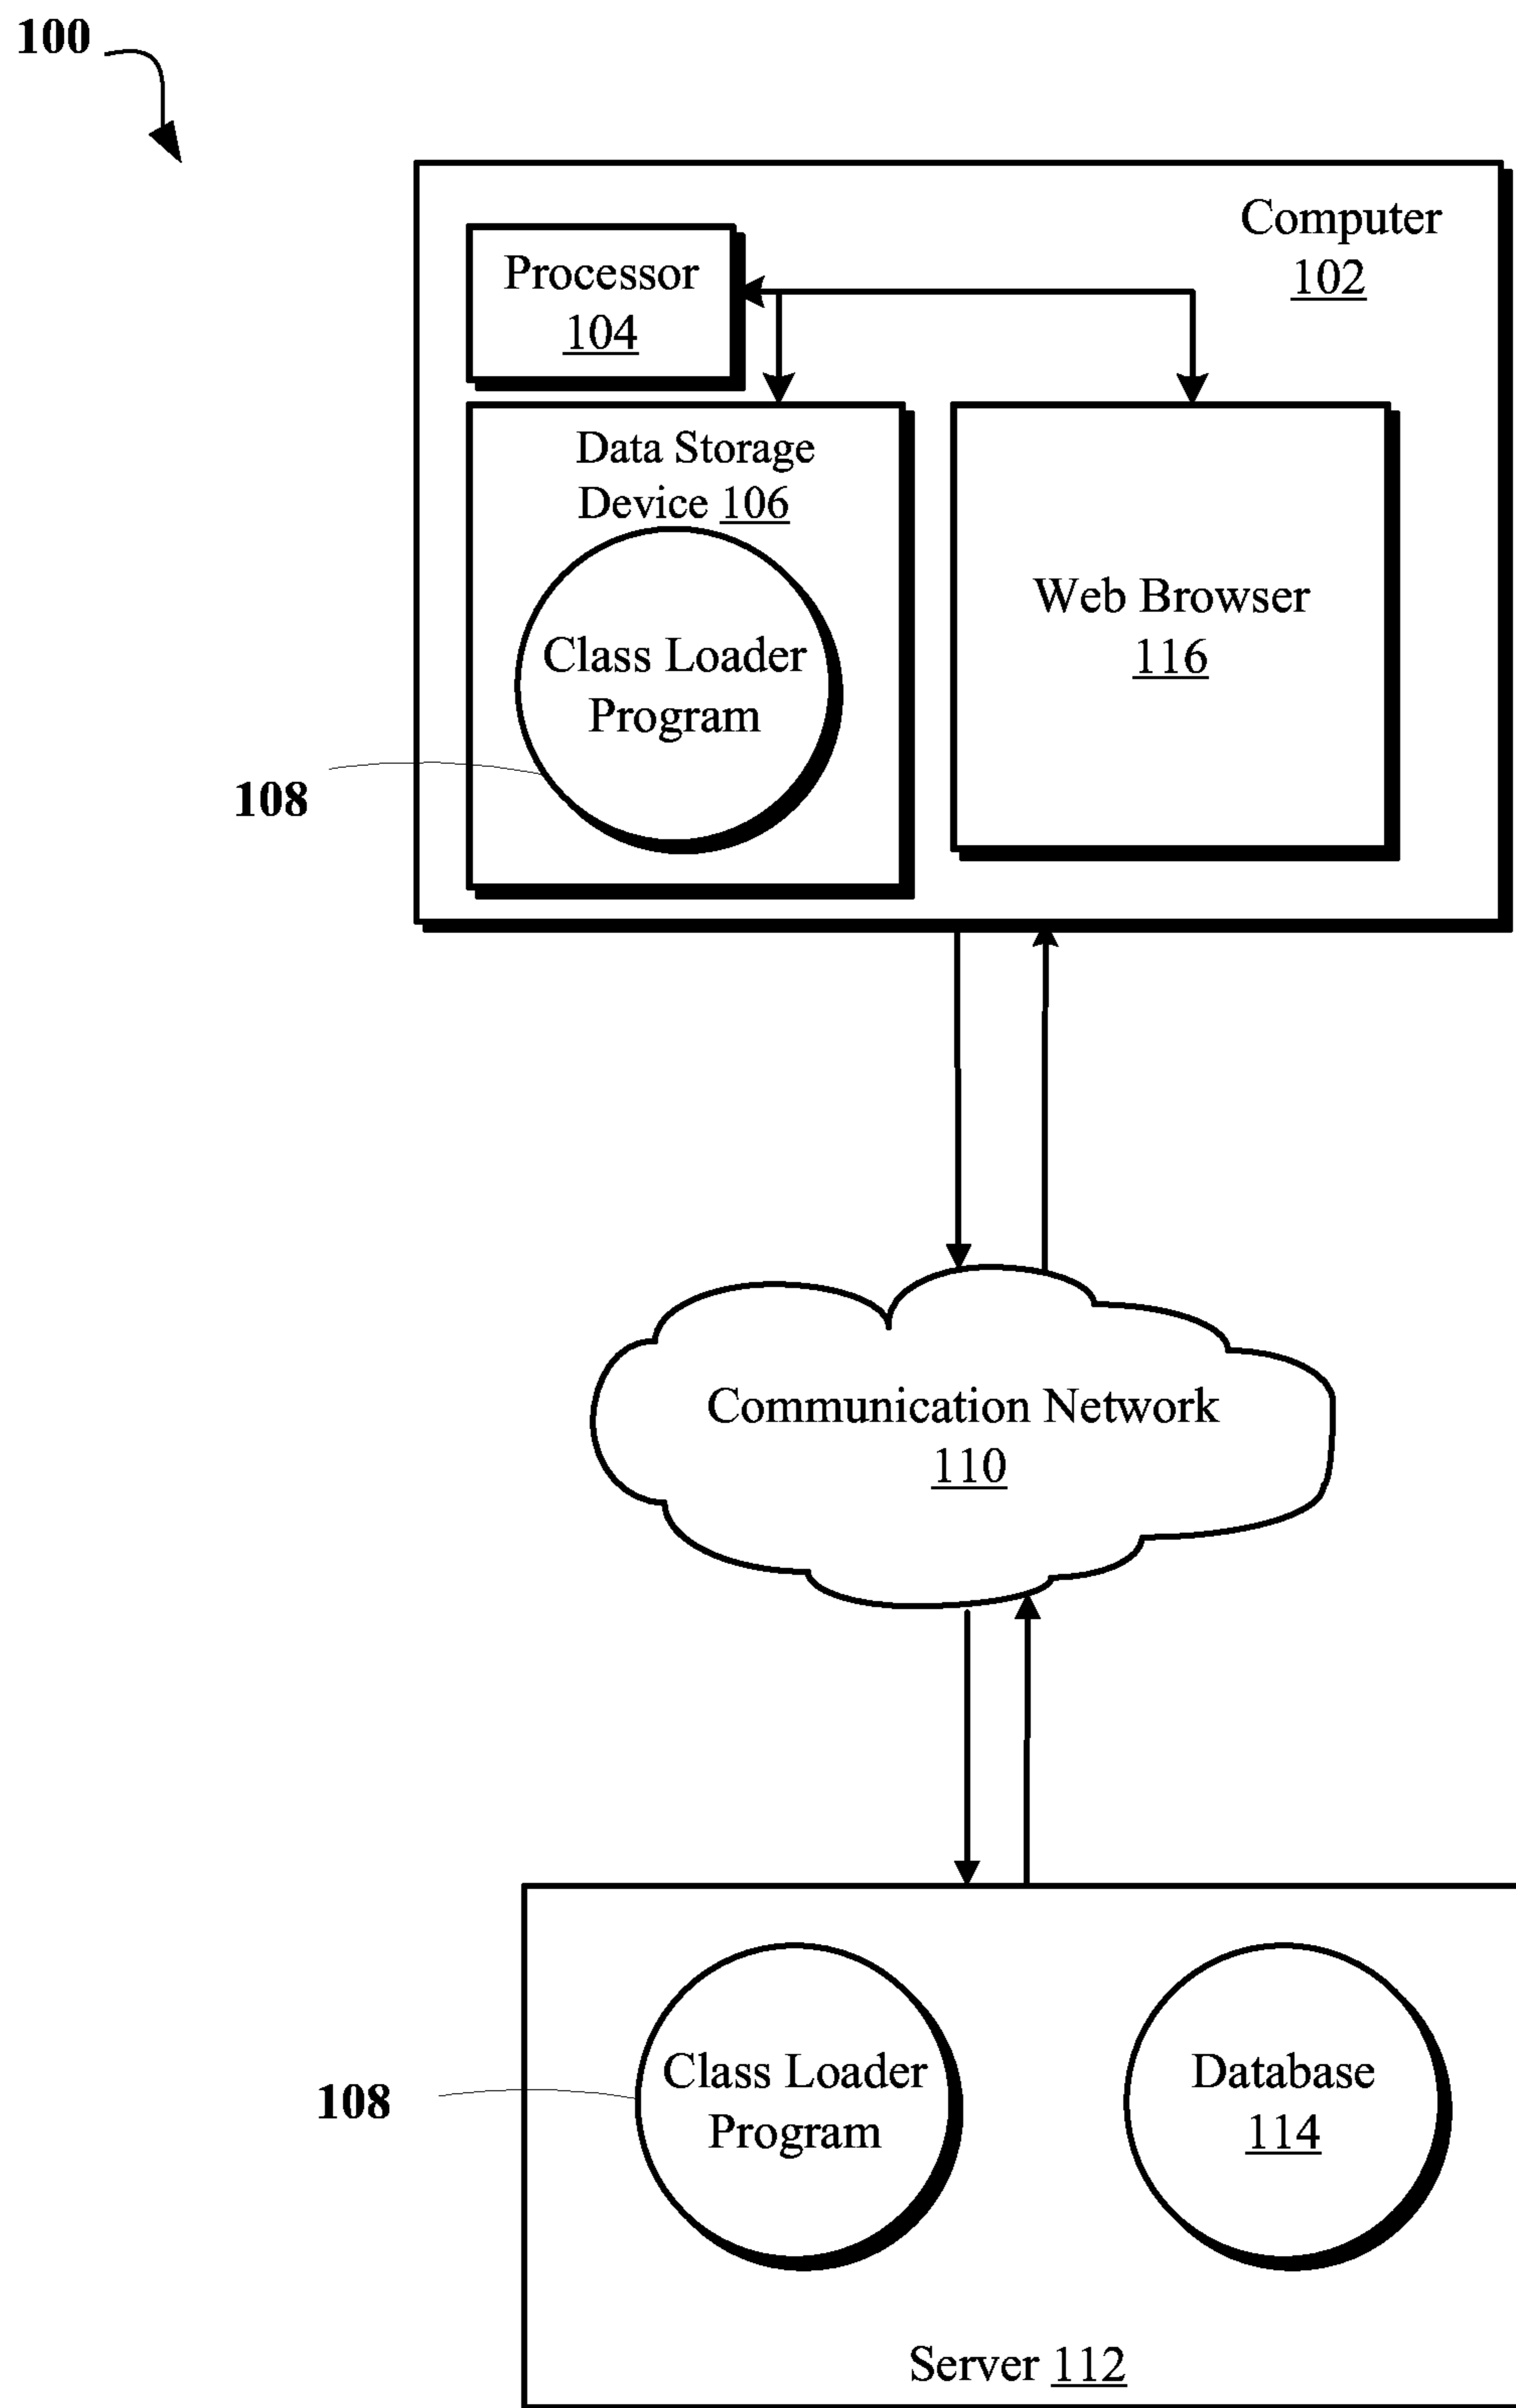 100
Computer
102
Processor
104
Data Storage
Device 106
Class Loader
Program
Web Browser
116
108
Communication Network
110
Class Loader
Program
108
Database
114
Server 112